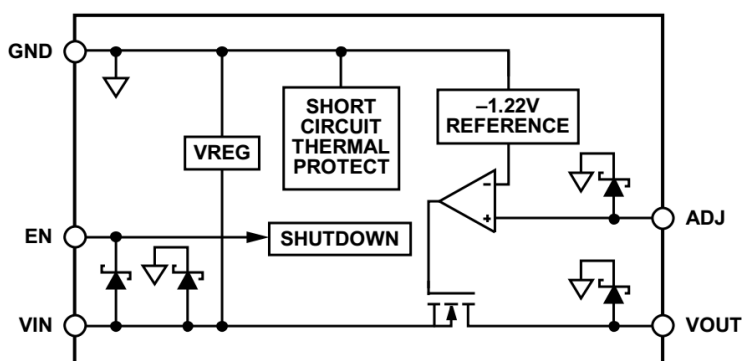 GND
SHORT
CIRCUIT
THERMAL
PROTECT
–1.22V
REFERENCE
VREG
–
+
ADJ
EN
SHUTDOWN
VIN
VOUT